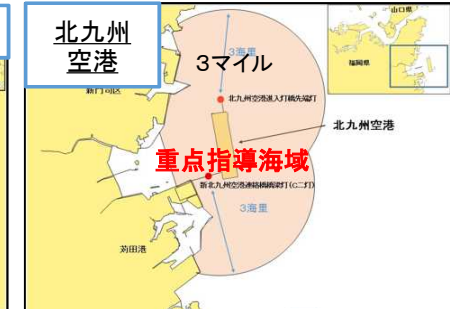 北九州
空港
3マイル
3海里
山口県
福岡県
新門司区
北九州空港進入灯橋先端灯
北九州空港
重点指導海域
新北九州空港連絡橋橋梁灯(C二灯)
3海里
苅田港